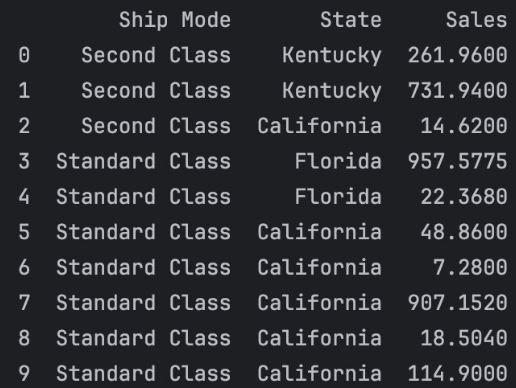 Ship Mode State Sales
0 Second Class Kentucky 261.9600
1 Second Class Kentucky 731.9400
2 Second Class California 14.6200
3 Standard Class Florida 957.5775
4 Standard Class Florida 22.3680
5 Standard Class California 48.8600
6 Standard Class California 7.2800
7 Standard Class California 907.1520
8 Standard Class California 18.5040
9 Standard Class California 114.9000